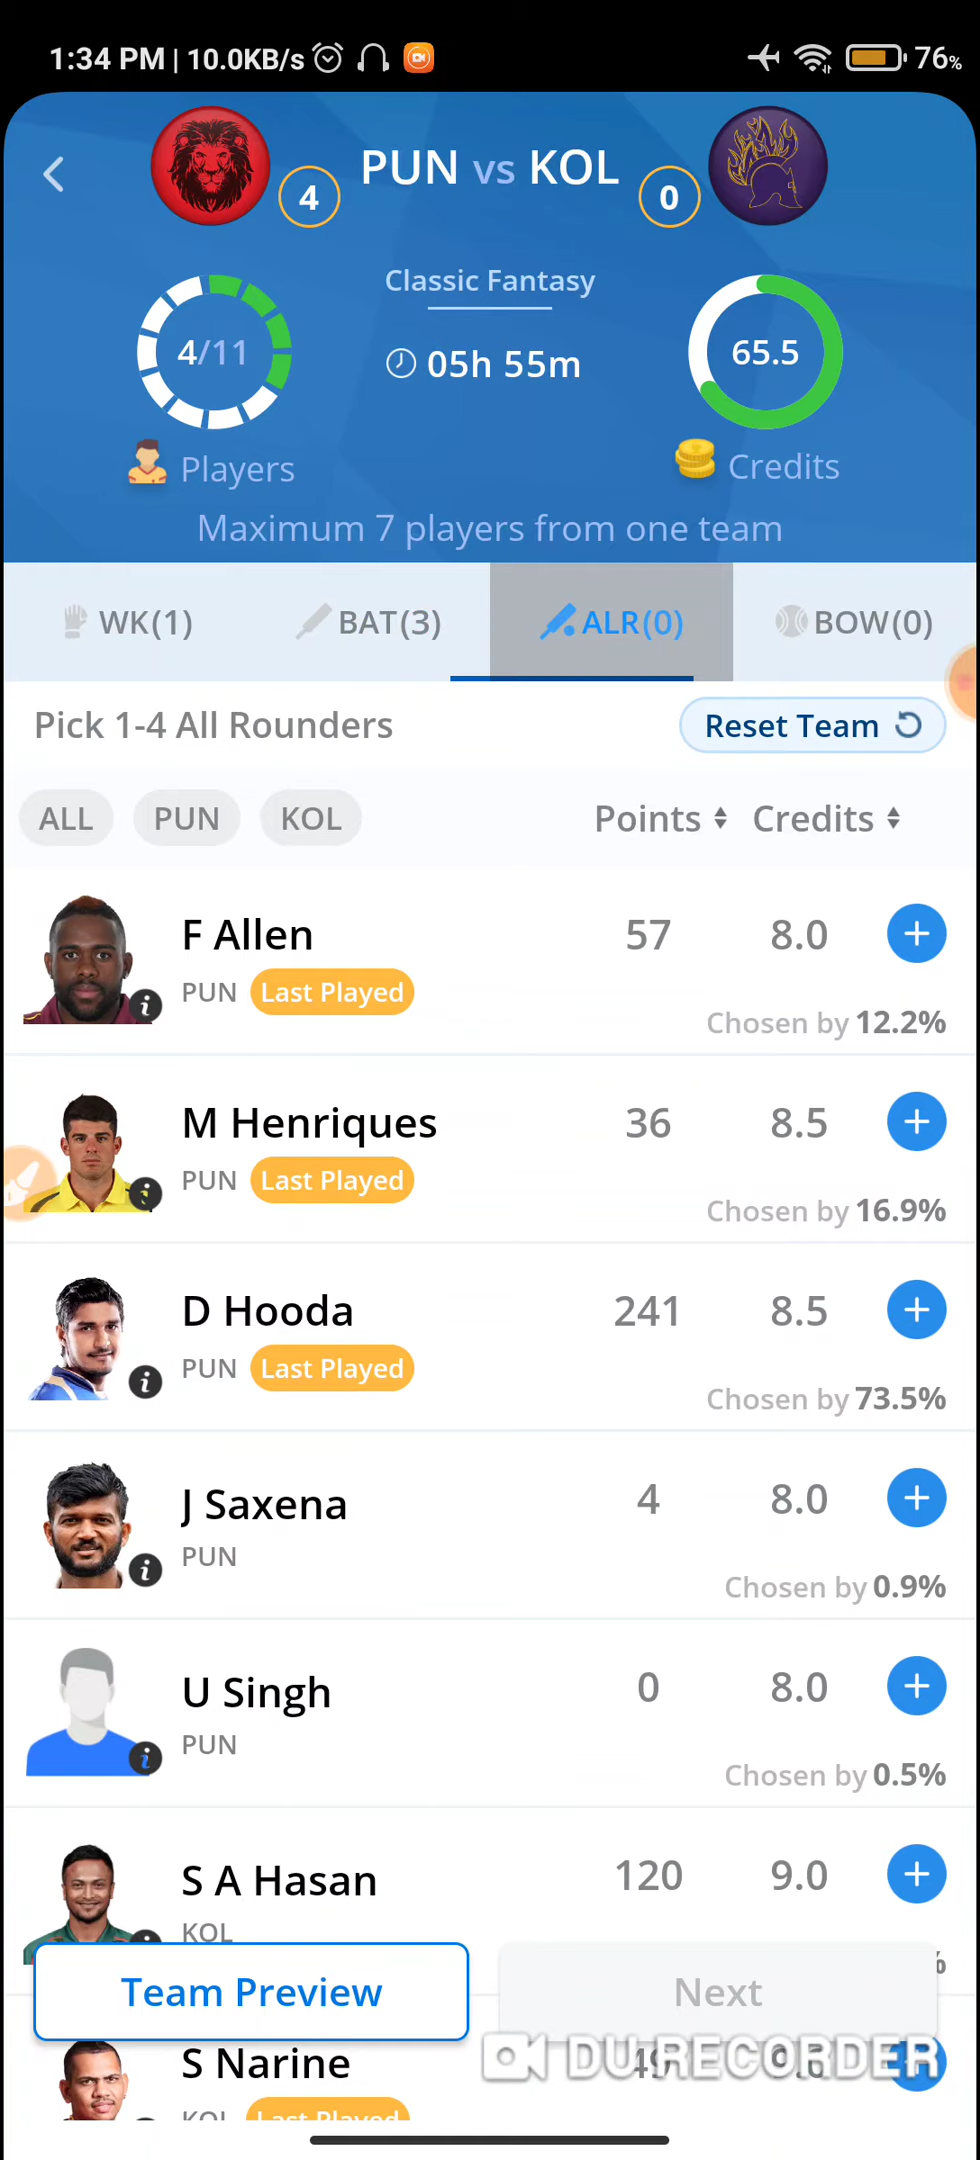 1:34 PM | 10.0KB/s 76%
PUN vs KOL
4 0
Classic Fantasy
4/11 05h 55m 65.5
Players Credits
Maximum 7 players from one team
WK(1) BAT(3) ALR(0) BOW(0)
Pick 1-4 All Rounders Reset Team
ALL PUN KOL Points Credits
F Allen 57 8.0
PUN Last Played
Chosen by 12.2%
M Henriques 36 8.5
PUN Last Played
Chosen by 16.9%
D Hooda 241 8.5
PUN Last Played
Chosen by 73.5%
J Saxena 4 8.0
PUN
Chosen by 0.9%
U Singh 0 8.0
PUN
Chosen by 0.5%
S A Hasan 120 9.0
KOL
Team Preview Next
S Narine
DU RECORDER
KOL Last Played